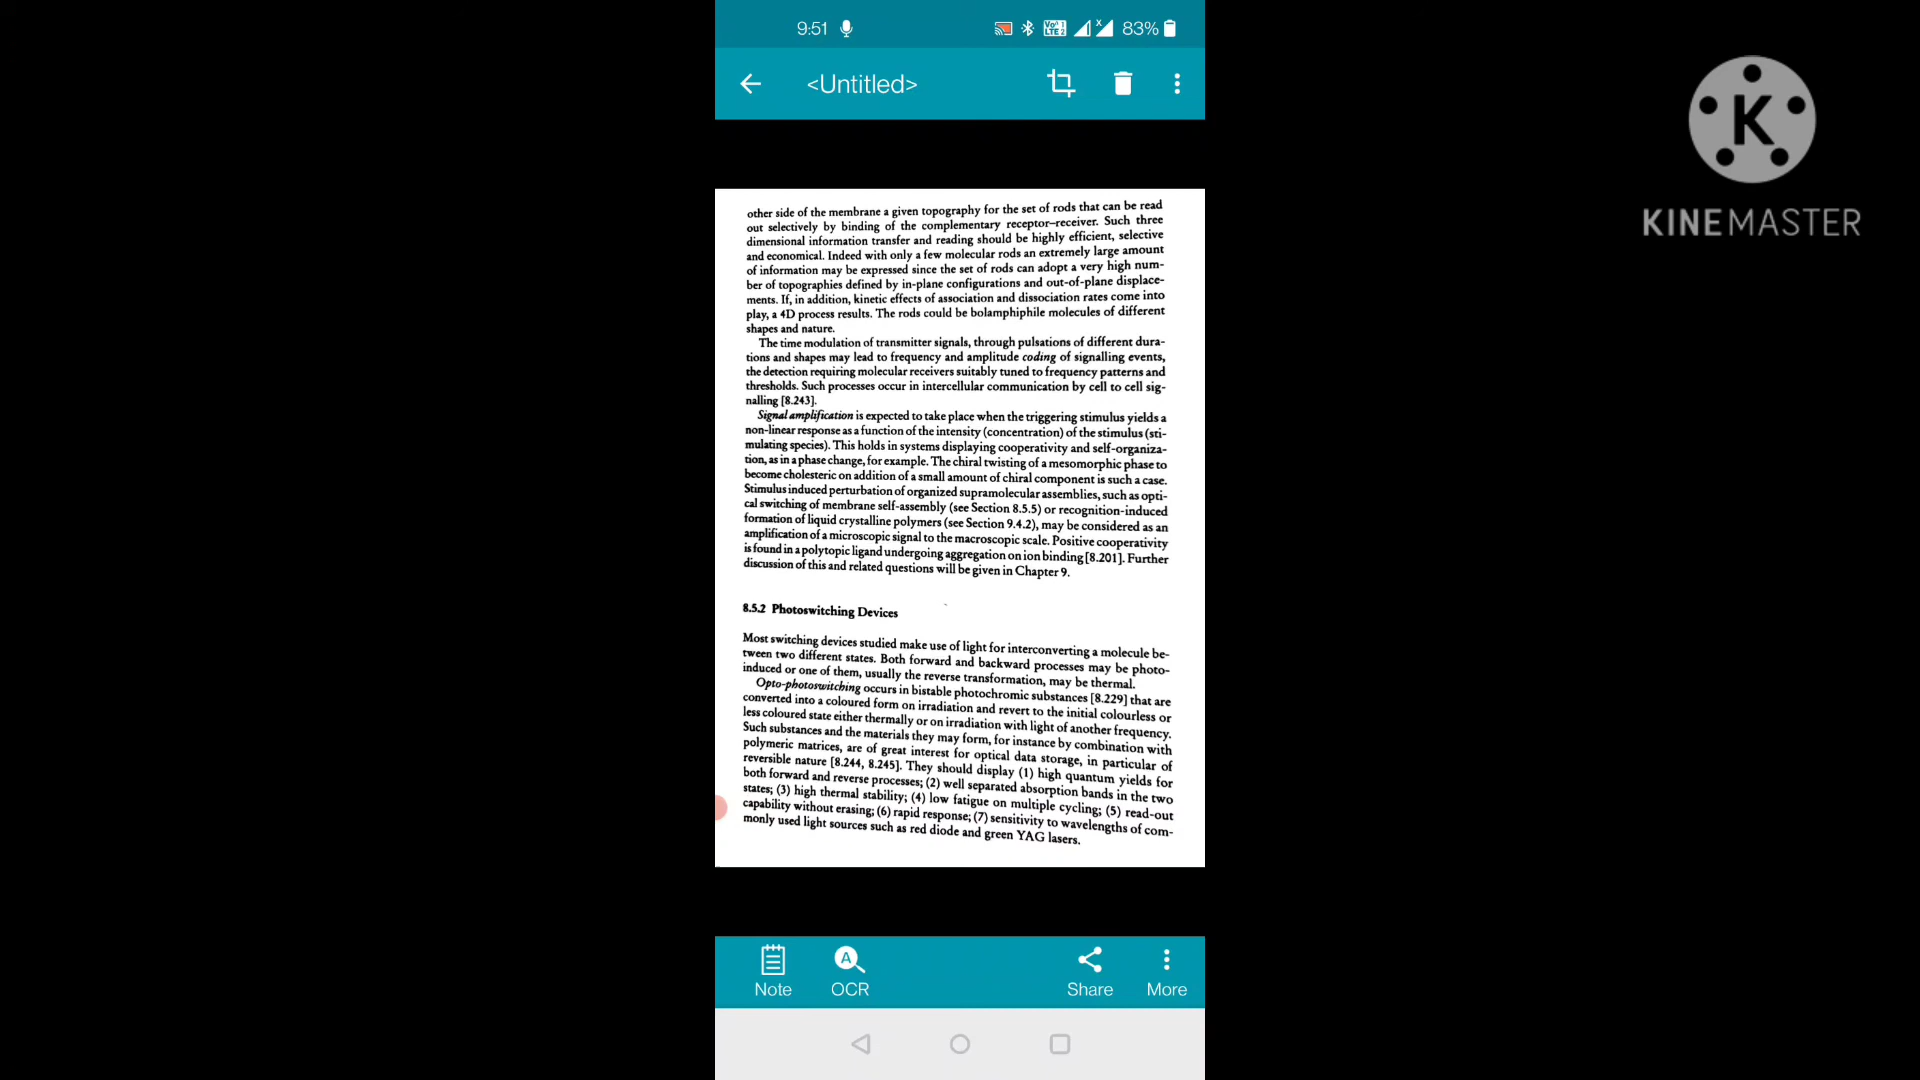 9:51
Vo 1
LTE 2
x
83%
<Untitled>
K
KINEMASTER
other side of the membrane a given topography for the set of rods that can be read
out selectively by binding of the complementary receptor–receiver. Such three
dimensional information transfer and reading should be highly efficient, selective
and economical. Indeed with only a few molecular rods an extremely large amount
of information may be expressed since the set of rods can adopt a very high num-
ber of topographies defined by in-plane configurations and out-of-plane displace-
ments. If, in addition, kinetic effects of association and dissociation rates come into
play, a 4D process results. The rods could be bolamphiphile molecules of different
shapes and nature.
The time modulation of transmitter signals, through pulsations of different dura-
tions and shapes may lead to frequency and amplitude coding of signalling events,
the detection requiring molecular receivers suitably tuned to frequency patterns and
thresholds. Such processes occur in intercellular communication by cell to cell sig-
nalling [8.243].
Signal amplification is expected to take place when the triggering stimulus yields a
non-linear response as a function of the intensity (concentration) of the stimulus (sti-
mulating species). This holds in systems displaying cooperativity and self-organiza-
tion, as in a phase change, for example. The chiral twisting of a mesomorphic phase to
become cholesteric on addition of a small amount of chiral component is such a case.
Stimulus induced perturbation of organized supramolecular assemblies, such as opti-
cal switching of membrane self-assembly (see Section 8.5.5) or recognition-induced
formation of liquid crystalline polymers (see Section 9.4.2), may be considered as an
amplification of a microscopic signal to the macroscopic scale. Positive cooperativity
is found in a polytopic ligand undergoing aggregation on ion binding [8.201]. Further
discussion of this and related questions will be given in Chapter 9.
8.5.2 Photoswitching Devices
Most switching devices studied make use of light for interconverting a molecule be-
tween two different states. Both forward and backward processes may be photo-
induced or one of them, usually the reverse transformation, may be thermal.
Opto-photoswitching occurs in bistable photochromic substances [8.229] that are
converted into a coloured form on irradiation and revert to the initial colourless or
less coloured state either thermally or on irradiation with light of another frequency.
Such substances and the materials they may form, for instance by combination with
polymeric matrices, are of great interest for optical data storage, in particular of
reversible nature [8.244, 8.245]. They should display (1) high quantum yields for
both forward and reverse processes; (2) well separated absorption bands in the two
states; (3) high thermal stability; (4) low fatigue on multiple cycling; (5) read-out
capability without erasing; (6) rapid response; (7) sensitivity to wavelengths of com-
monly used light sources such as red diode and green YAG lasers.
A
Note
OCR
Share
More